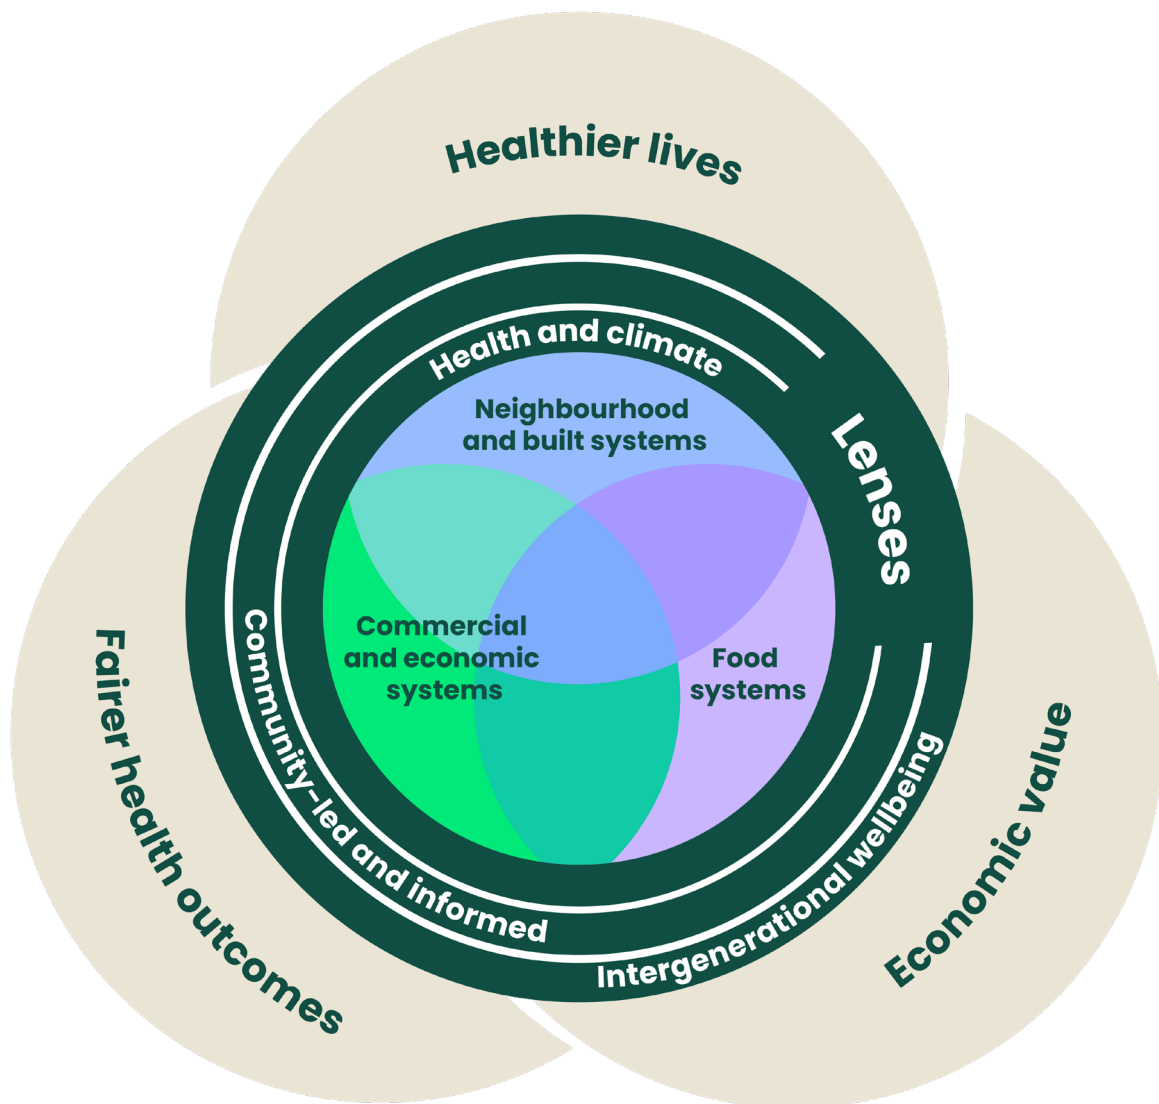 Healthier lives
Health and climate
Neighbourhood
and built systems
Lenses
Commercial
and economic
systems
Food
systems
Community-led and informed
Intergenerational wellbeing
Fairer health outcomes
Economic value